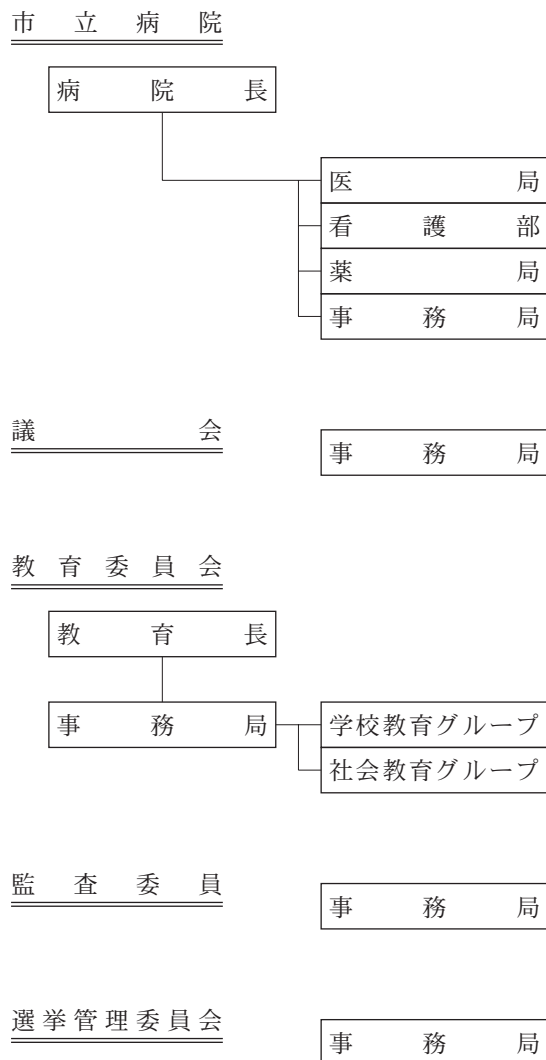 市立病院
病院長
医局
看護部
薬局
事務局
議会
事務局
教育委員会
教育長
事務局
学校教育グループ
社会教育グループ
監査委員
事務局
選挙管理委員会
事務局